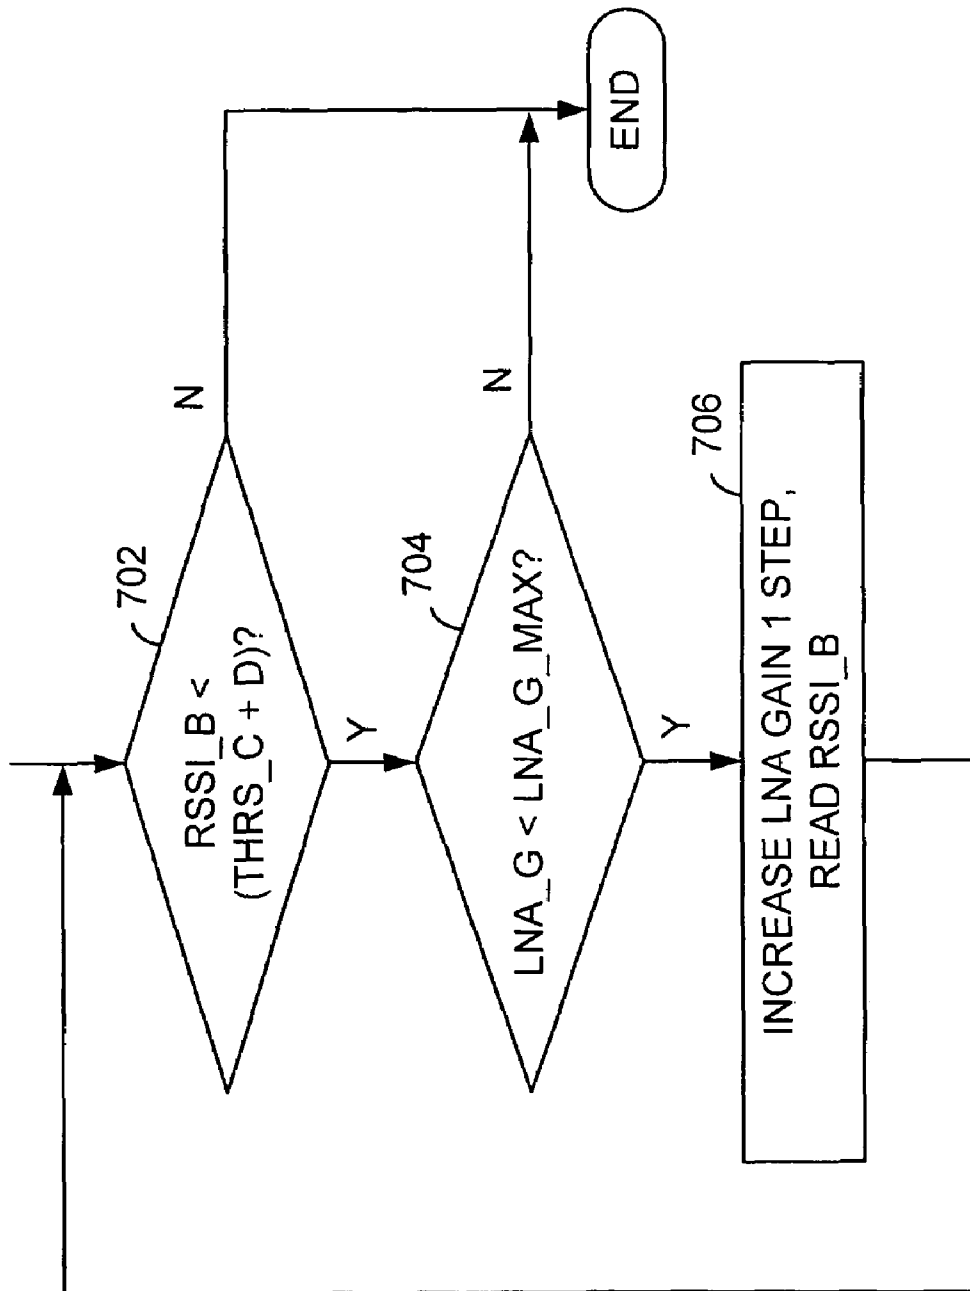 702
RSSI_B <
(THRS_C + D)?
N
Y
704
LNA_G < LNA_G_MAX?
N
Y
706
INCREASE LNA GAIN 1 STEP,
READ RSSI_B
END